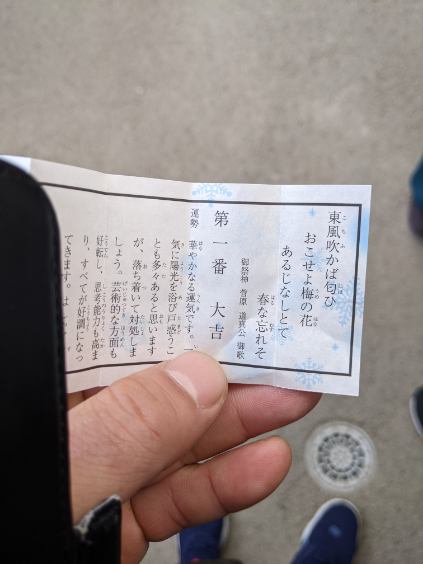 東風吹かば匂ひ
おこせよ梅の花
あるじなしとて
春な忘れそ
御祭神 菅原 道真公 御歌
第一番 大吉
運勢 華やかなる運気です。一
気に陽光を浴び戸惑うこ
とも多々あると思います
が、落ち着いて対処しま
しょう。芸術的な方面も
好転し、思考能力も高ま
り、すべてが好調になっ
てきます。